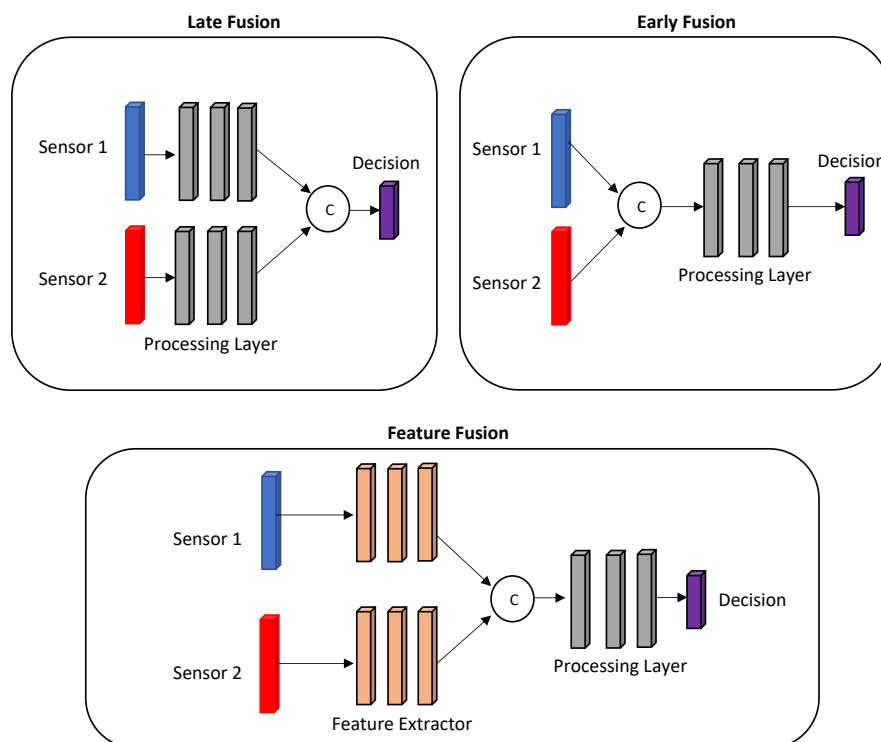 Late Fusion
Sensor 1
Decision
C
Sensor 2
Processing Layer
Early Fusion
Sensor 1
Decision
C
Sensor 2
Processing Layer
Feature Fusion
Sensor 1
C
Decision
Processing Layer
Sensor 2
Feature Extractor